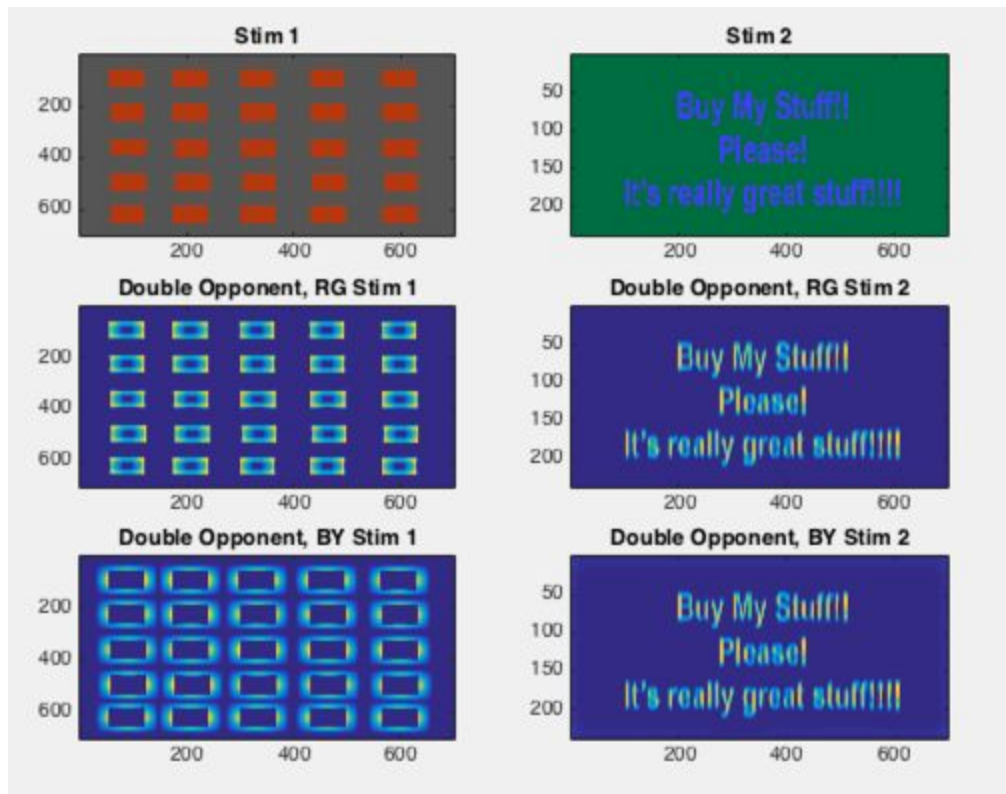 Stim 1
200
400
600
200 400 600
Stim 2
50
100
150
200
200 400 600
Buy My Stuff!!
Please!
It's really great stuff!!!!
Double Opponent, RG Stim 1
200
400
600
200 400 600
Double Opponent, RG Stim 2
50
100
150
200
200 400 600
Buy My Stuff!!
Please!
It's really great stuff!!!!
Double Opponent, BY Stim 1
200
400
600
200 400 600
Double Opponent, BY Stim 2
50
100
150
200
200 400 600
Buy My Stuff!!
Please!
It's really great stuff!!!!